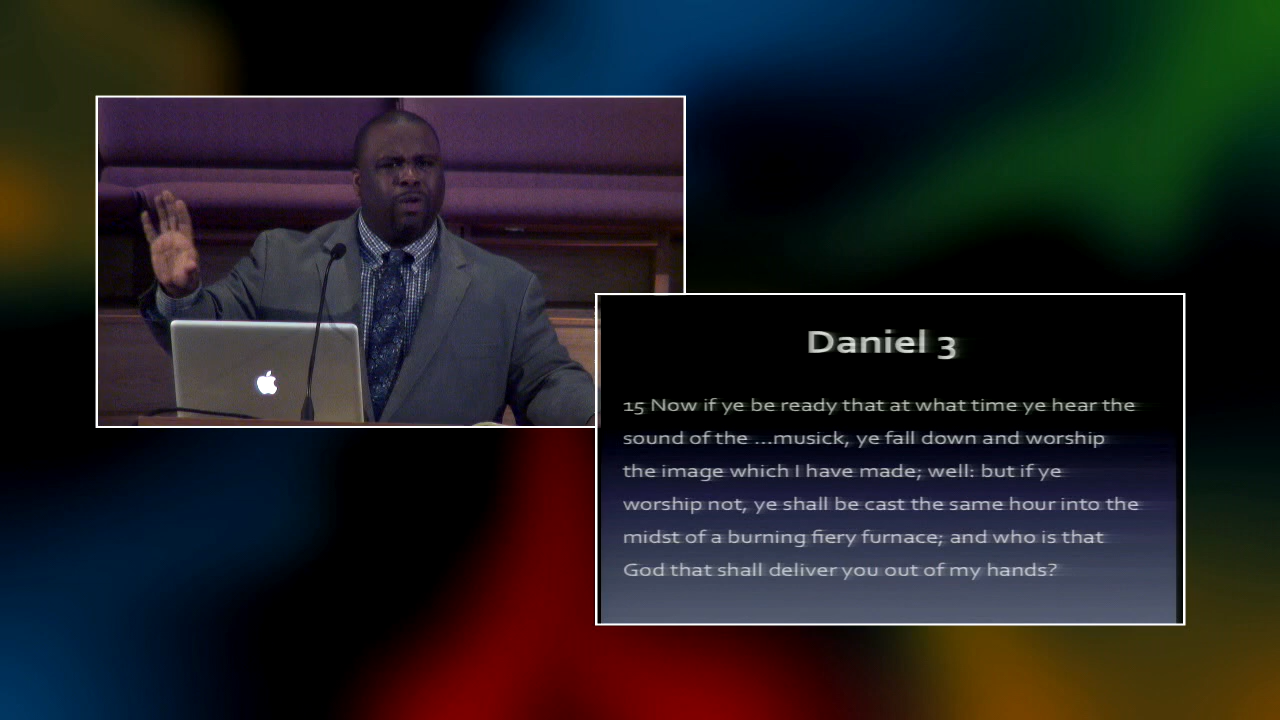 Daniel 3
15 Now if ye be ready that at what time ye hear the
sound of the ...musick, ye fall down and worship
the image which I have made; well: but if ye
worship not, ye shall be cast the same hour into the
midst of a burning fiery furnace; and who is that
God that shall deliver you out of my hands?